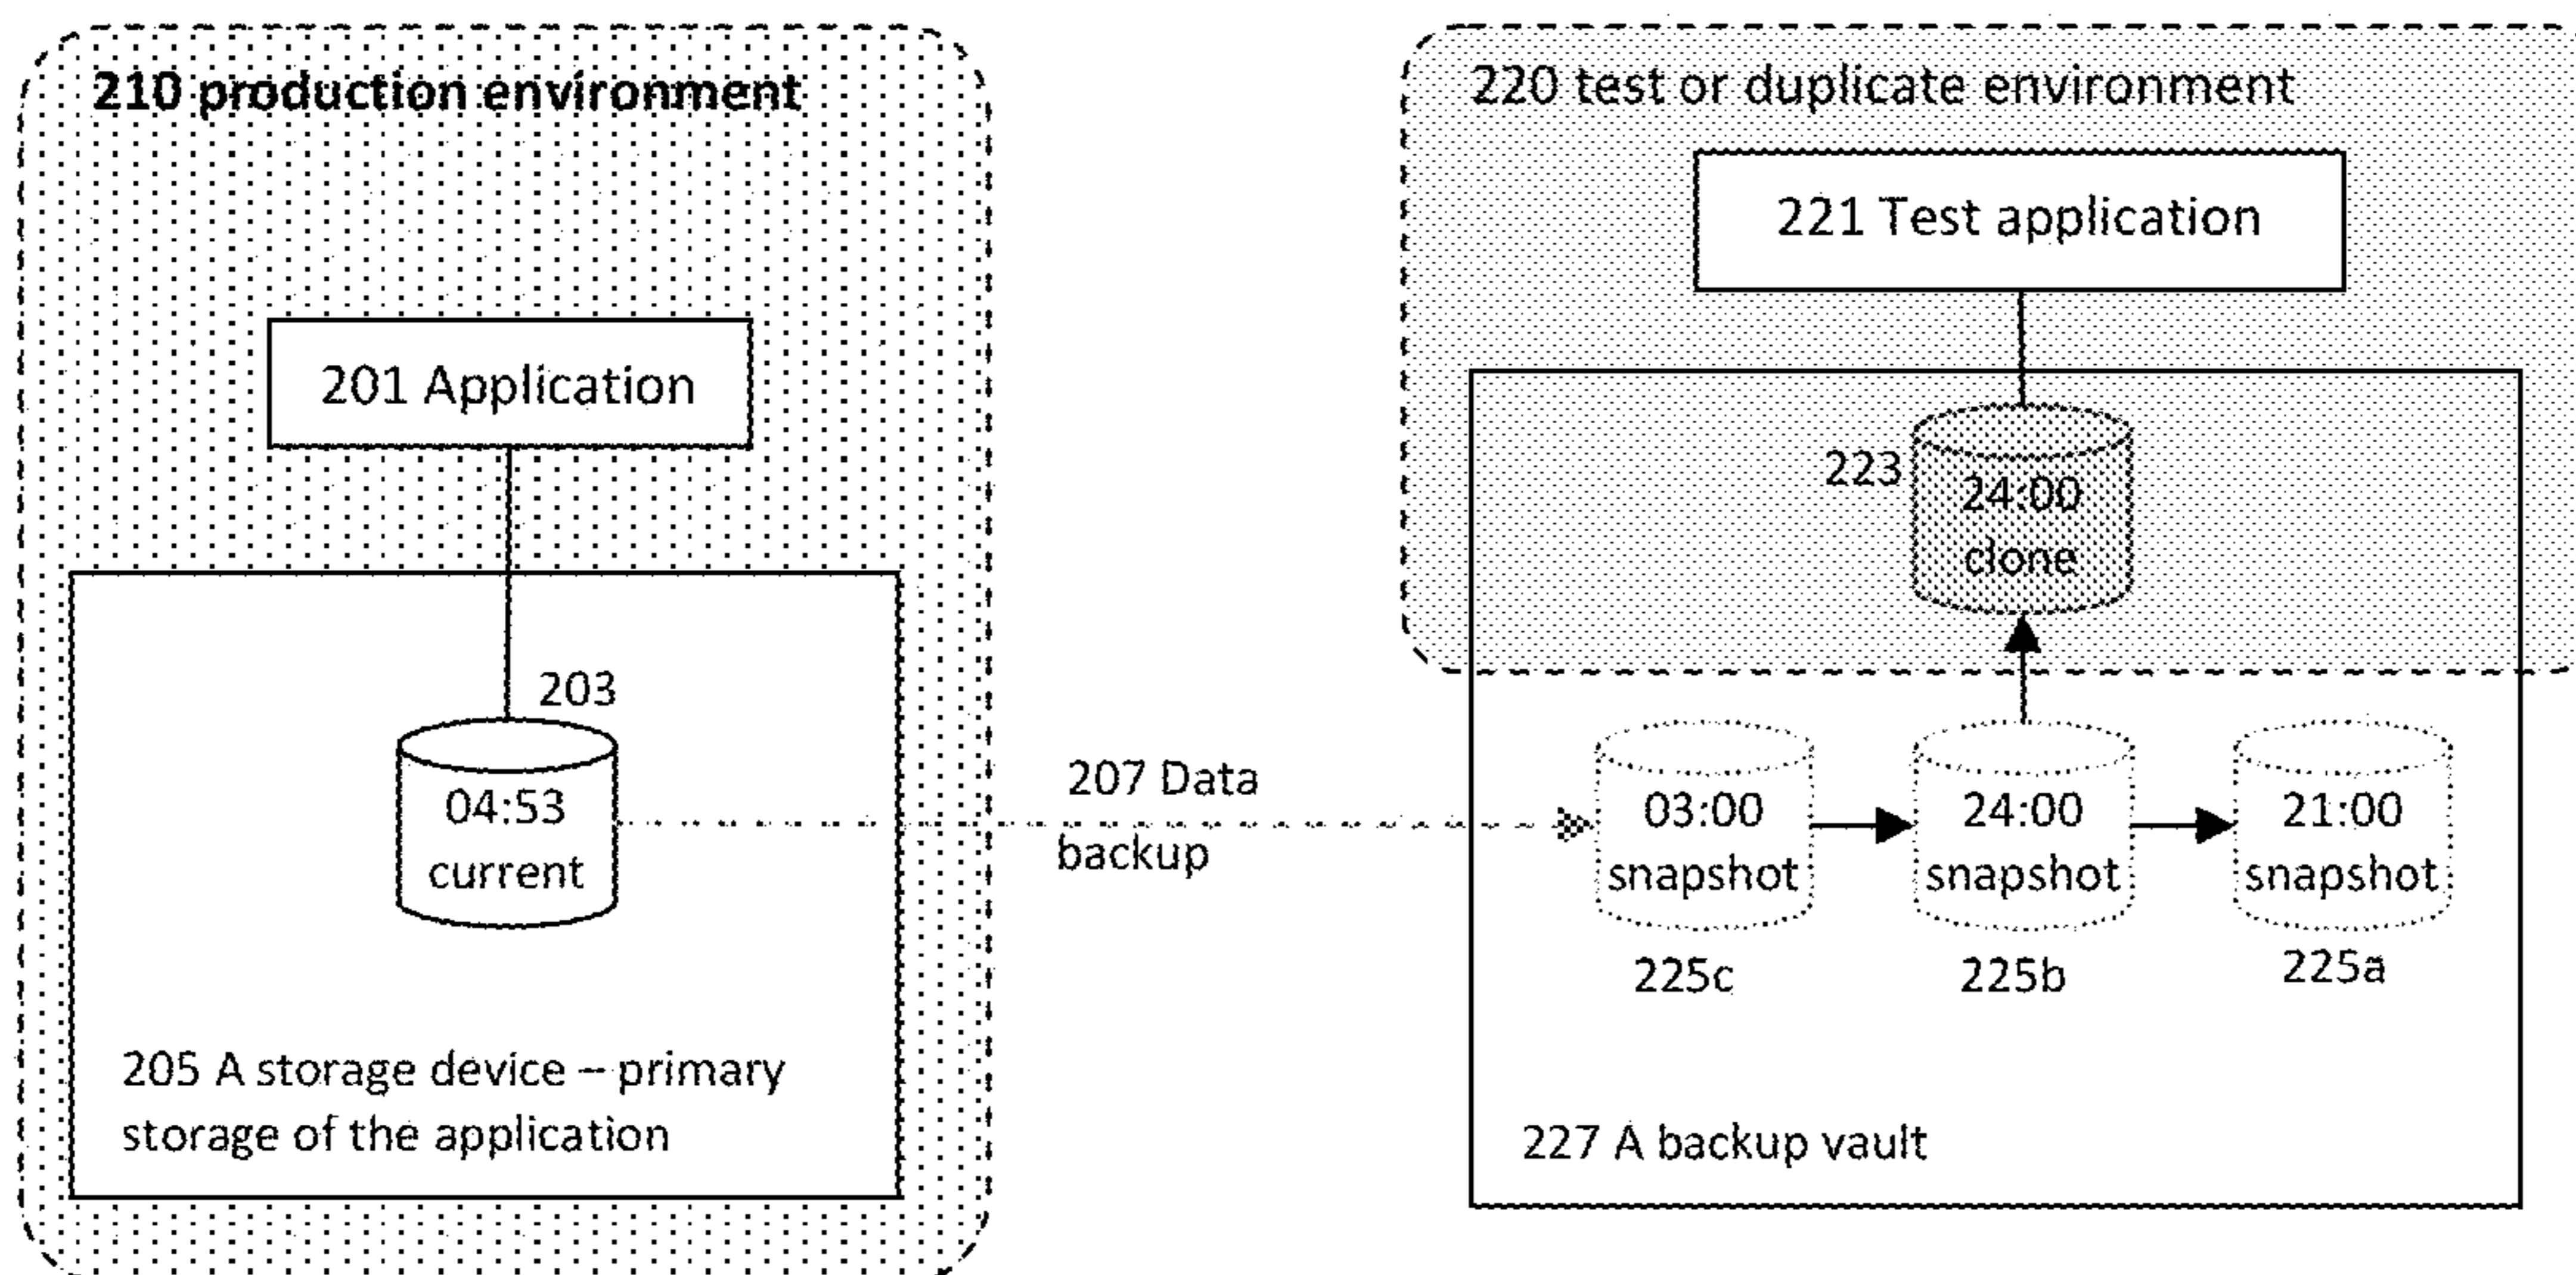 210 production environment
201 Application
203
04:53
current
205 A storage device – primary
storage of the application
207 Data
backup
220 test or duplicate environment
221 Test application
223
24:00
clone
03:00
snapshot
225c
24:00
snapshot
225b
21:00
snapshot
225a
227 A backup vault